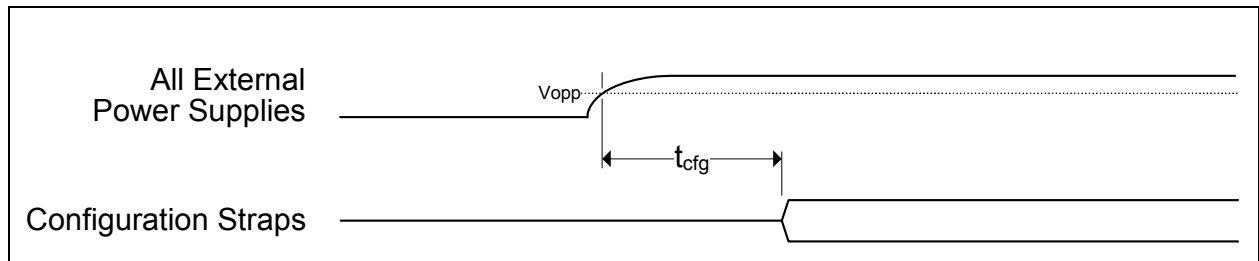 All External
Power Supplies
Vopp
tcfg
Configuration Straps